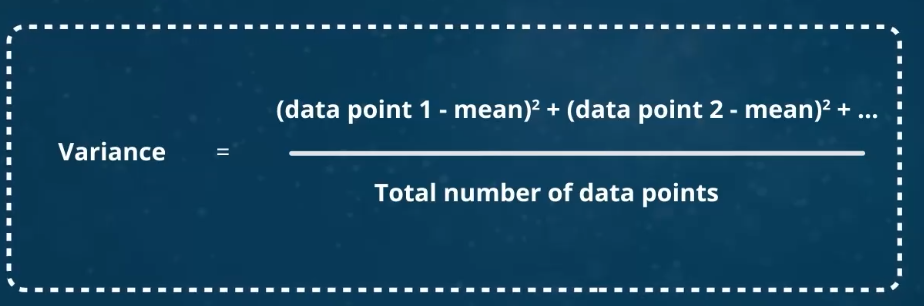 (data point 1 - mean)² + (data point 2 - mean)² + ...
Variance =
Total number of data points